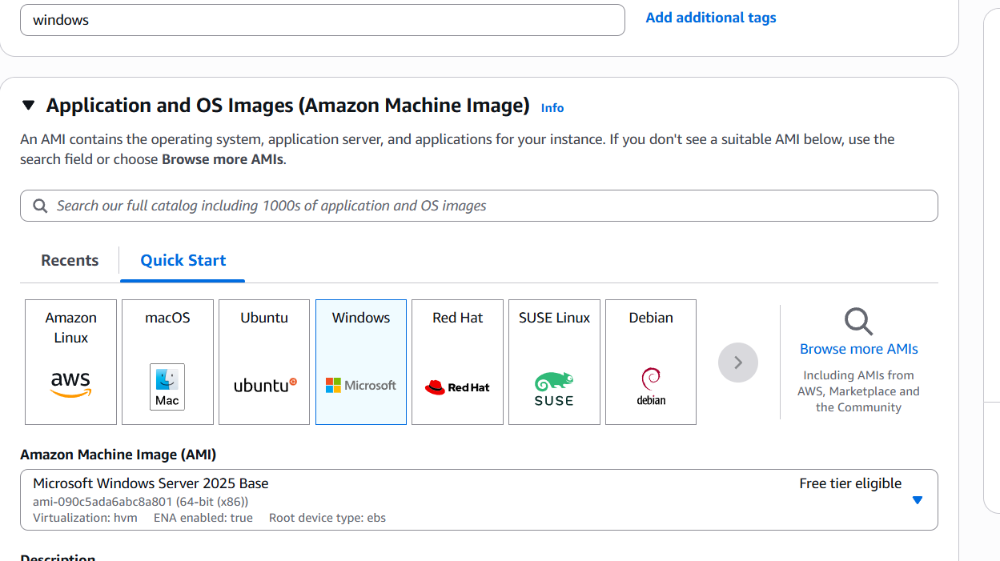 windows
Add additional tags
Application and OS Images (Amazon Machine Image) Info
An AMI contains the operating system, application server, and applications for your instance. If you don't see a suitable AMI below, use the
search field or choose Browse more AMIs.
Search our full catalog including 1000s of application and OS images
Recents
Quick Start
Amazon
Linux
aws
macOS
Mac
Ubuntu
ubuntu
Windows
Microsoft
Red Hat
Red Hat
SUSE Linux
SUSE
Debian
debian
Browse more AMIs
Including AMIs from
AWS, Marketplace and
the Community
Amazon Machine Image (AMI)
Microsoft Windows Server 2025 Base
Free tier eligible
ami-090c5ada6abc8a801 (64-bit (x86))
Virtualization: hvm ENA enabled: true Root device type: ebs
Description